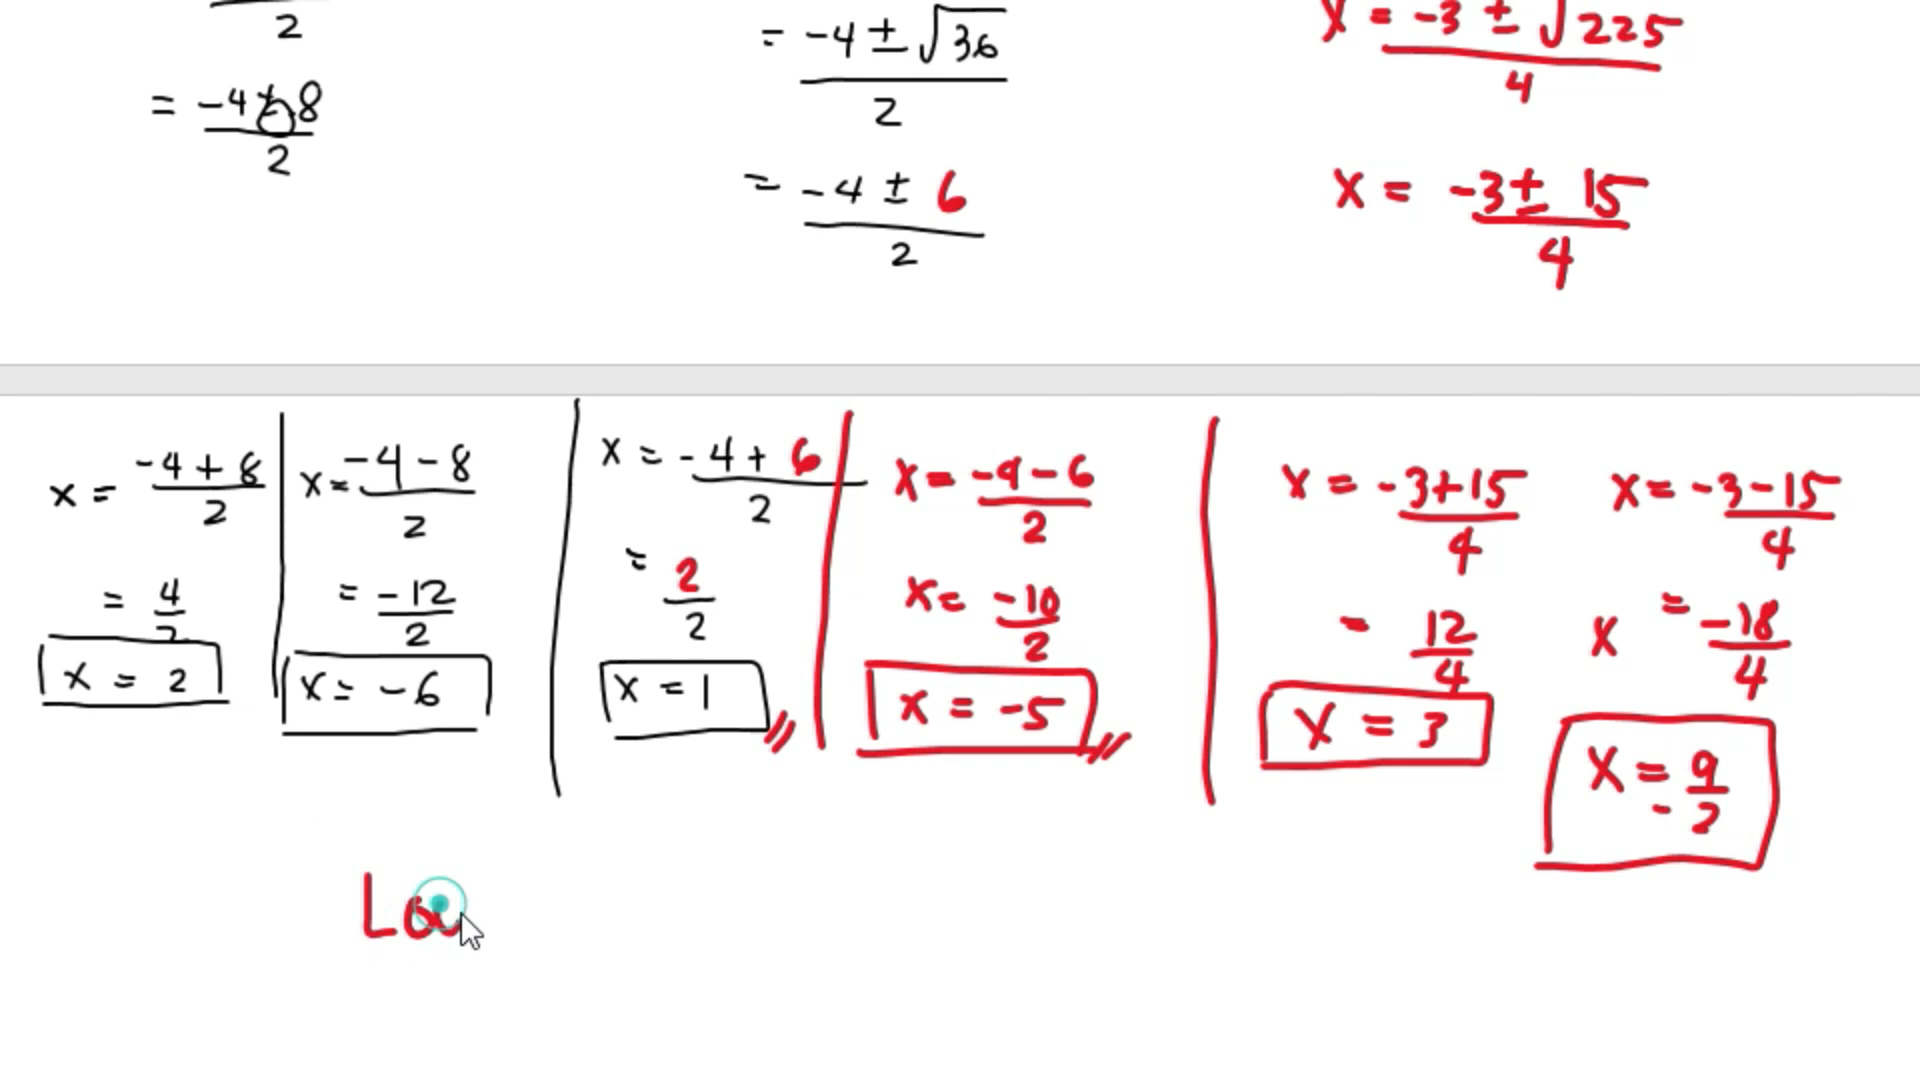 2
= -4 ± 8
2
= -4 ± √36
2
= -4 ± 6
2
x = -3 ± √225
4
x = -3 ± 15
4
x = -4 + 8
2
= 4
2
x = 2
x = -4 - 8
2
= -12
2
x = -6
x = -4 + 6
2
= 2
2
x = 1
x = -4 - 6
2
x = -10
2
x = -5
x = -3 + 15
4
= 12
4
x = 3
x = -3 - 15
4
x = -18
4
x = - 9
2
La